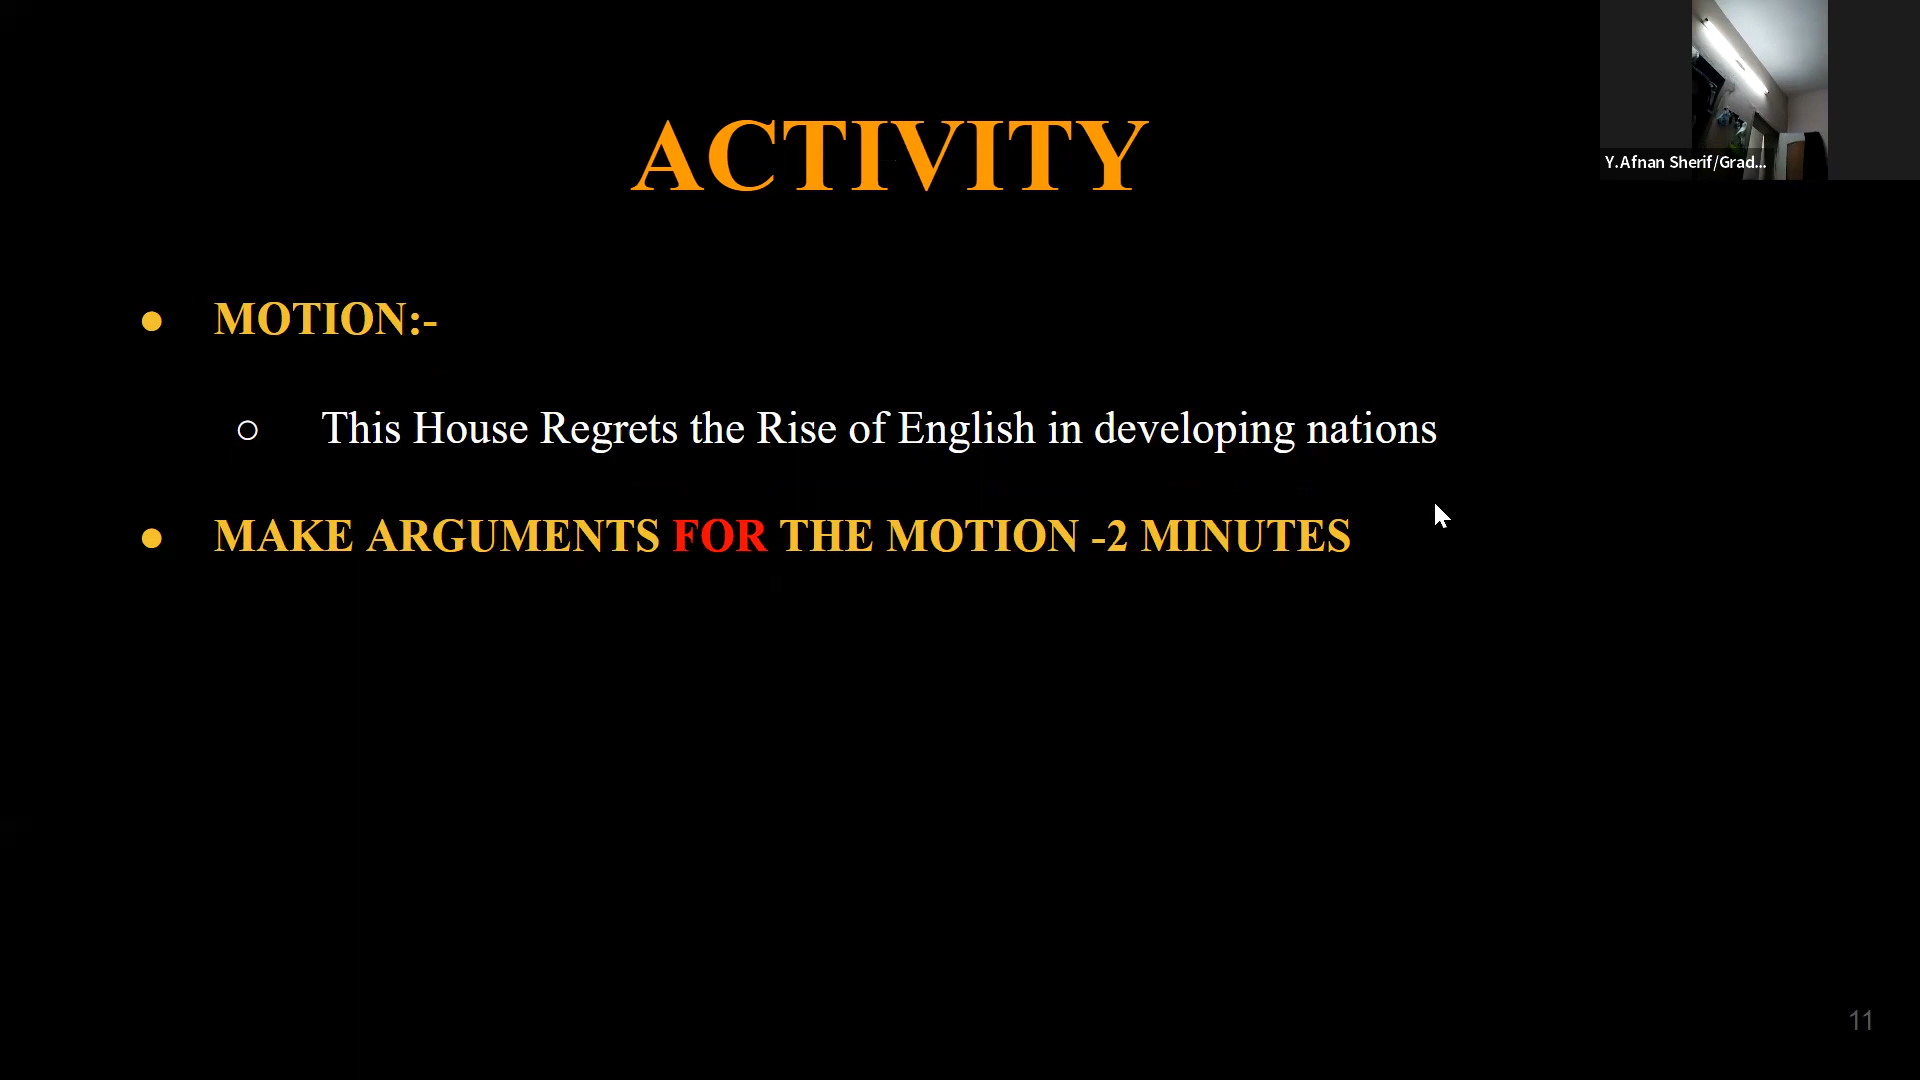 ACTIVITY
Y.Afnan Sherif/Grad...
● MOTION:-
○ This House Regrets the Rise of English in developing nations
● MAKE ARGUMENTS FOR THE MOTION -2 MINUTES
11